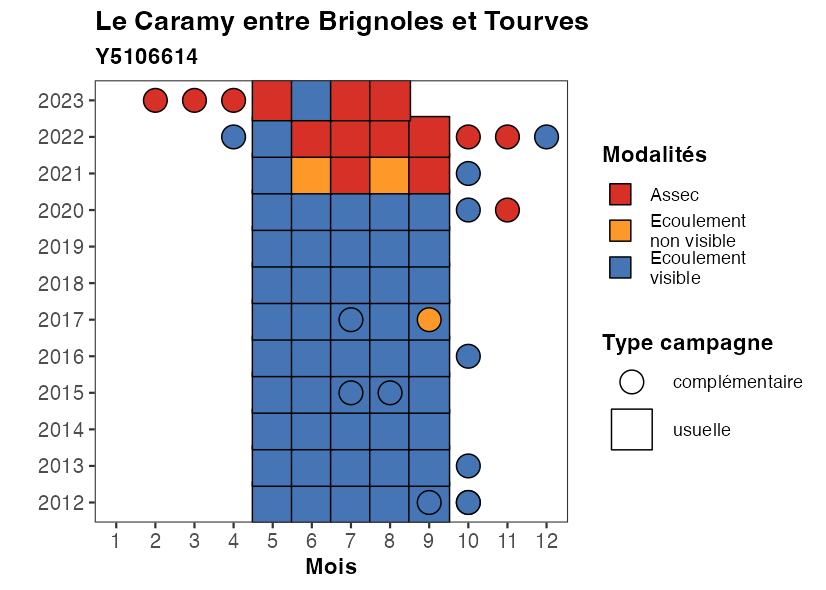 Le Caramy entre Brignoles et Tourves
Y5106614
2023
2022
2021
2020
2019
2018
2017
2016
2015
2014
2013
2012
1 2 3 4 5 6 7 8 9 10 11 12
Mois
Modalités
Assec
Ecoulement
non visible
Ecoulement
visible
Type campagne
complémentaire
usuelle